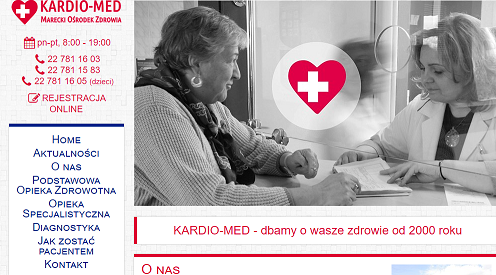 KARDIO-MED
Marecki Ośrodek Zdrowia
pn-pt, 8:00 - 19:00
22 781 16 03
22 781 15 83
22 781 16 05 (dzieci)
REJESTRACJA
ONLINE
Home
Aktualności
O nas
Podstawowa
Opieka Zdrowotna
Opieka
Specjalistyczna
Diagnostyka
Jak zostać
pacjentem
Kontakt
KARDIO-MED - dbamy o wasze zdrowie od 2000 roku
O nas